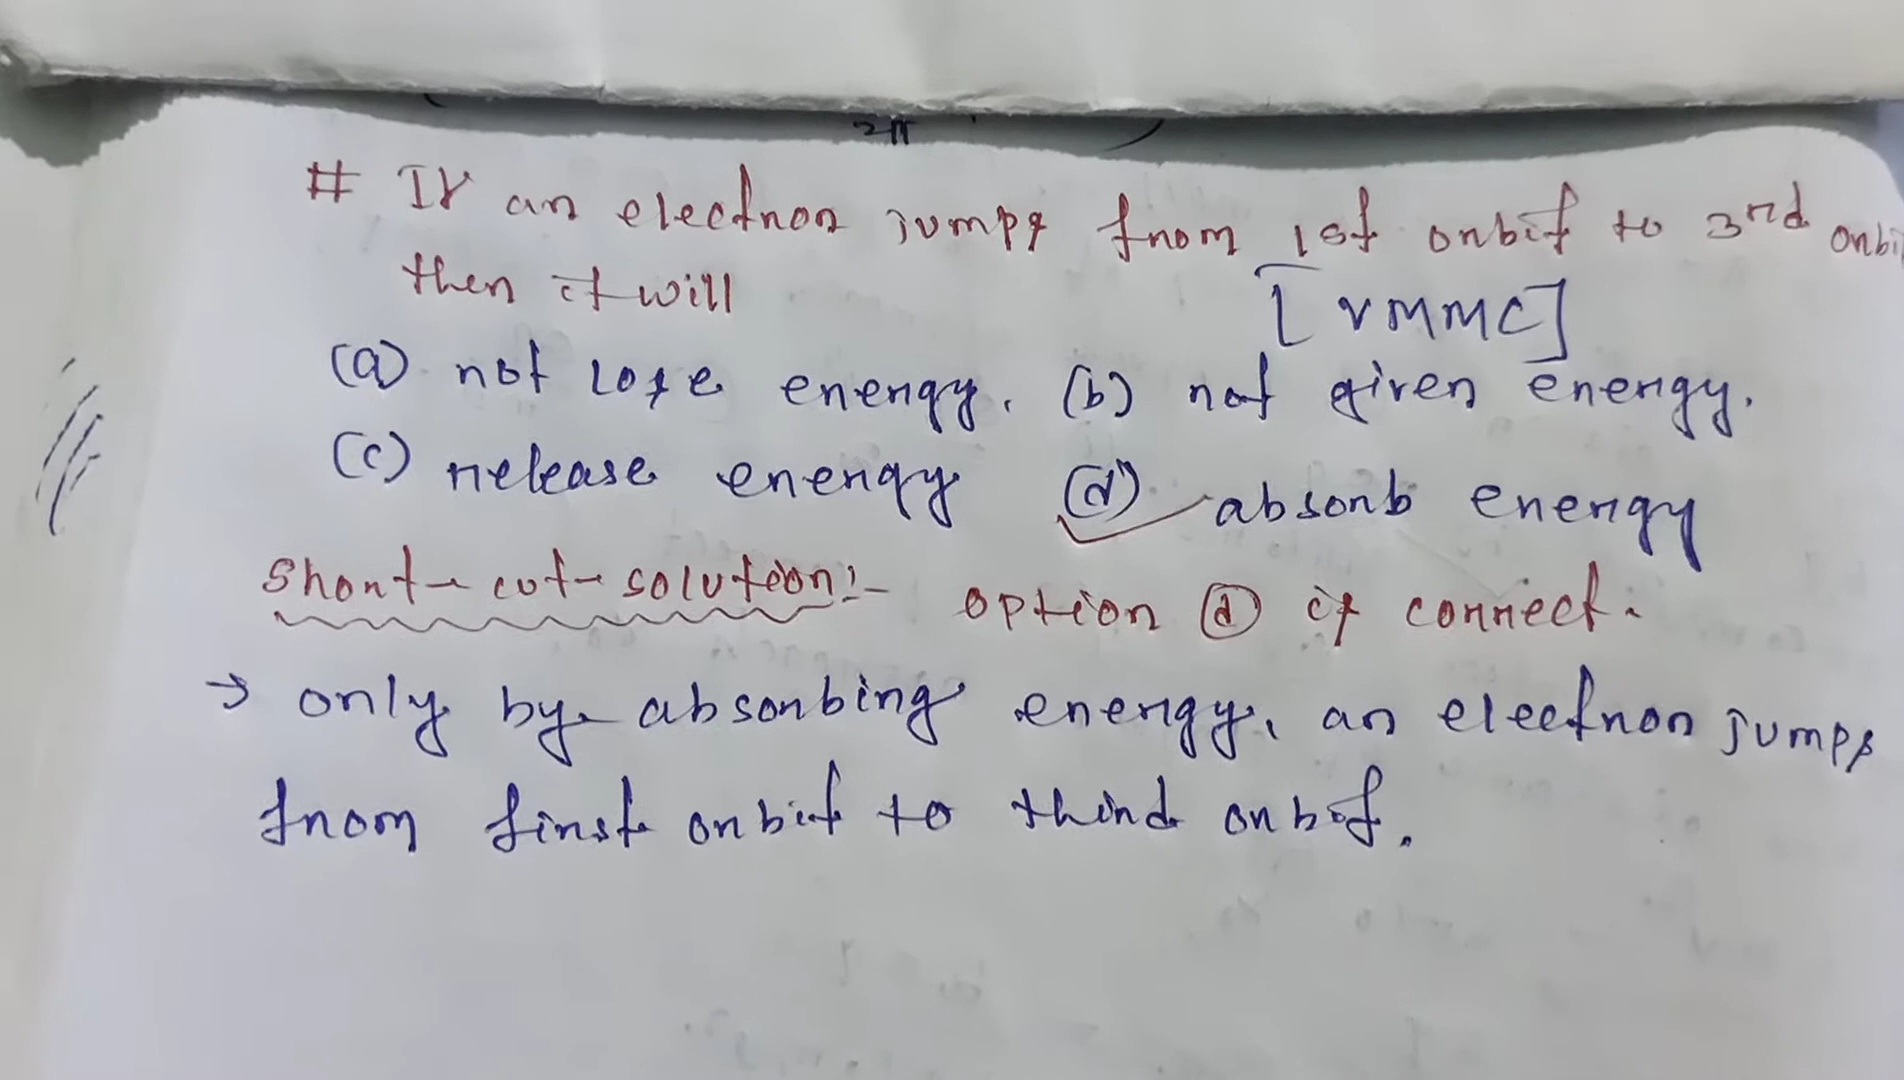 2π
# If an electron jumps from 1st orbit to 3rd orbi
then it will [VMMC]
(a) not lose energy. (b) not given energy.
(c) release energy (d) absorb energy
Short-cut-solution:- option (d) is correct.
→ only by absorbing energy, an electron jumps
from first orbit to third orbit.